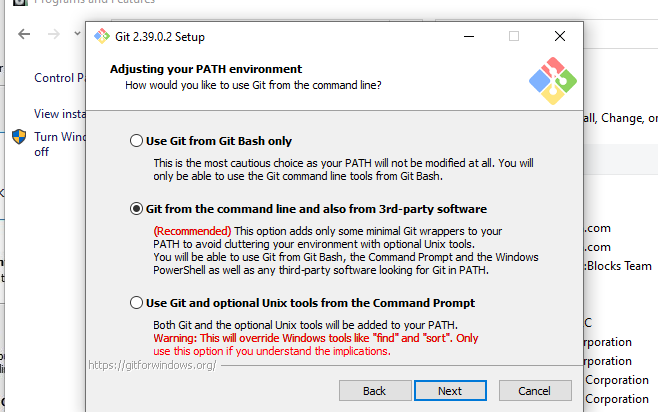 Programs and Features
Git 2.39.0.2 Setup
Adjusting your PATH environment
How would you like to use Git from the command line?
Control P
View insta
Turn Wind
off
all, Change, or
Use Git from Git Bash only
This is the most cautious choice as your PATH will not be modified at all. You will
only be able to use the Git command line tools from Git Bash.
Git from the command line and also from 3rd-party software
(Recommended) This option adds only some minimal Git wrappers to your
PATH to avoid cluttering your environment with optional Unix tools.
You will be able to use Git from Git Bash, the Command Prompt and the Windows
PowerShell as well as any third-party software looking for Git in PATH.
.com
.com
::Blocks Team
Use Git and optional Unix tools from the Command Prompt
Both Git and the optional Unix tools will be added to your PATH.
Warning: This will override Windows tools like "find" and "sort". Only
use this option if you understand the implications.
C
orporation
orporation
Corporation
Corporation
https://gitforwindows.org/
Back
Next
Cancel